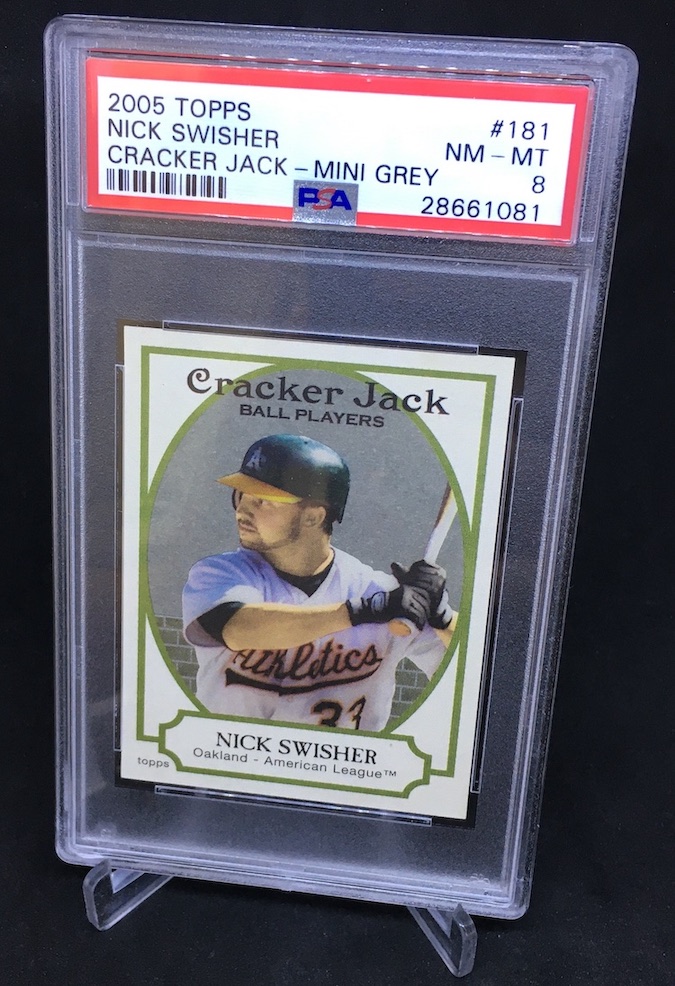 2005 TOPPS #181
NICK SWISHER NM – MT
CRACKER JACK – MINI GREY 8
PSA 28661081
Cracker Jack
BALL PLAYERS
A
Athletics
33
NICK SWISHER
Oakland - American League™
topps